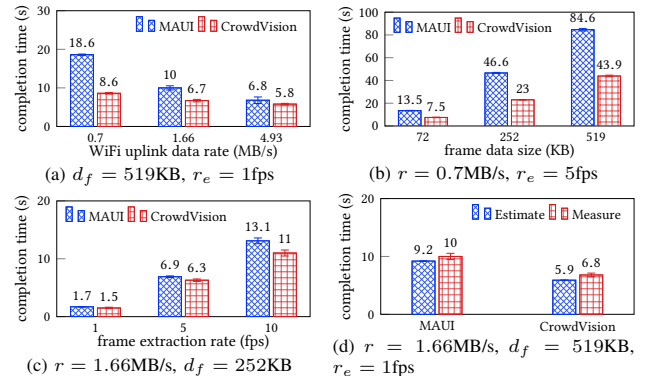 completion time (s)
30
20
10
0
MAUI CrowdVision
18.6
8.6
10
6.7
6.8
5.8
0.7 1.66 4.93
WiFi uplink data rate (MB/s)
(a) d_f = 519KB, r_e = 1fps
completion time (s)
100
80
60
40
20
0
MAUI CrowdVision
13.5
7.5
46.6
23
84.6
43.9
72 252 519
frame data size (KB)
(b) r = 0.7MB/s, r_e = 5fps
completion time (s)
20
10
0
MAUI CrowdVision
1.7
1.5
6.9
6.3
13.1
11
1 5 10
frame extraction rate (fps)
(c) r = 1.66MB/s, d_f = 252KB
completion time (s)
20
10
0
Estimate Measure
9.2
10
5.9
6.8
MAUI CrowdVision
(d) r = 1.66MB/s, d_f = 519KB,
r_e = 1fps